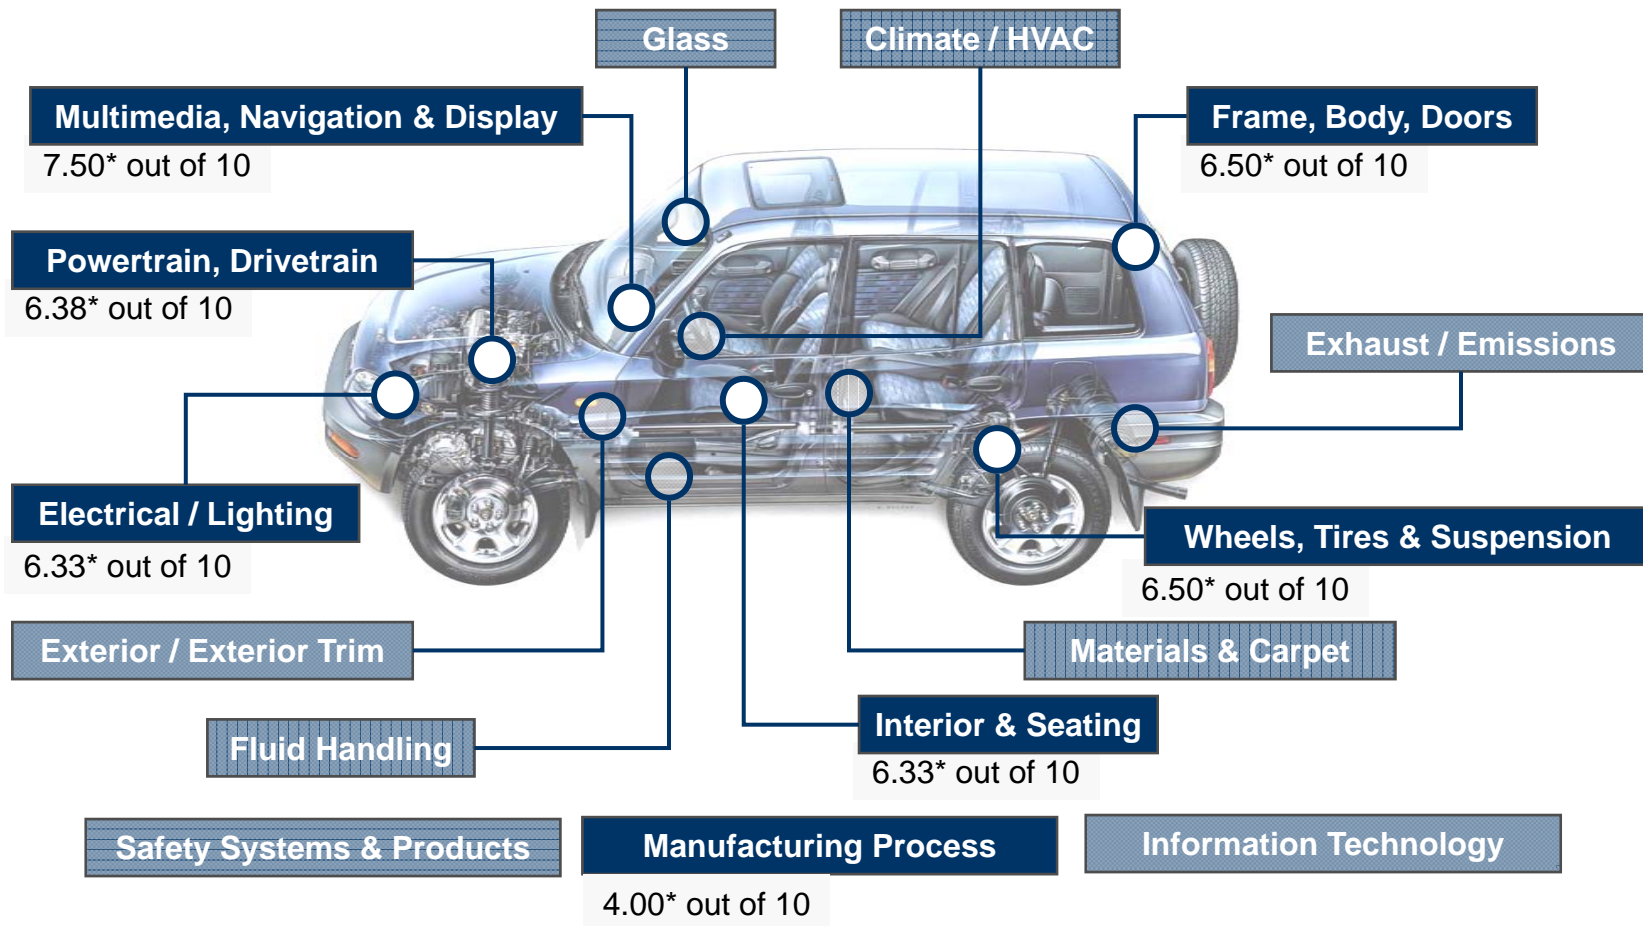 Glass
Climate / HVAC
Multimedia, Navigation & Display
7.50* out of 10
Frame, Body, Doors
6.50* out of 10
Powertrain, Drivetrain
6.38* out of 10
Exhaust / Emissions
Electrical / Lighting
6.33* out of 10
Wheels, Tires & Suspension
6.50* out of 10
Exterior / Exterior Trim
Materials & Carpet
Fluid Handling
Interior & Seating
6.33* out of 10
Safety Systems & Products
Manufacturing Process
4.00* out of 10
Information Technology